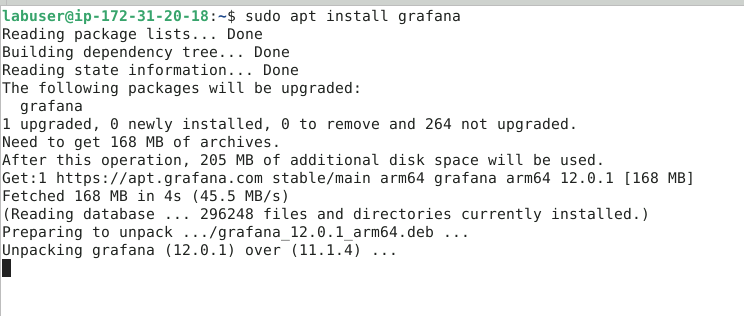 labuser@ip-172-31-20-18:~$ sudo apt install grafana
Reading package lists... Done
Building dependency tree... Done
Reading state information... Done
The following packages will be upgraded:
  grafana
1 upgraded, 0 newly installed, 0 to remove and 264 not upgraded.
Need to get 168 MB of archives.
After this operation, 205 MB of additional disk space will be used.
Get:1 https://apt.grafana.com stable/main arm64 grafana arm64 12.0.1 [168 MB]
Fetched 168 MB in 4s (45.5 MB/s)
(Reading database ... 296248 files and directories currently installed.)
Preparing to unpack .../grafana_12.0.1_arm64.deb ...
Unpacking grafana (12.0.1) over (11.1.4) ...